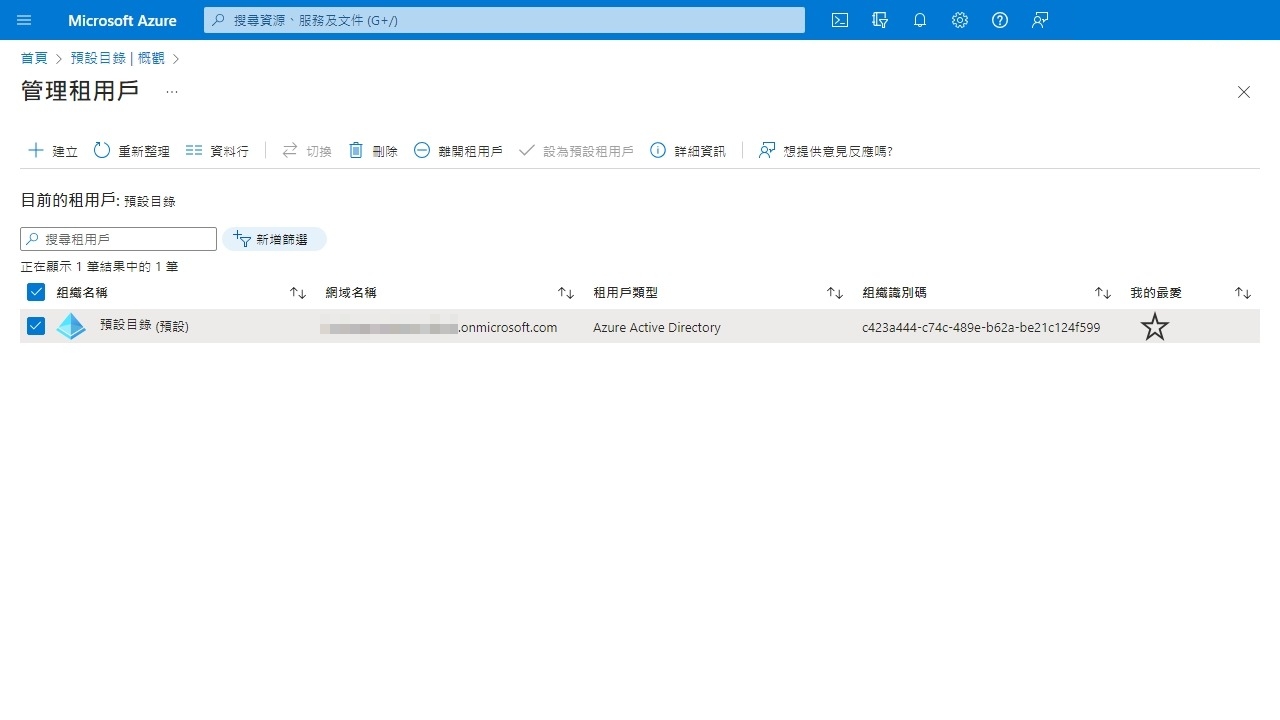 Microsoft Azure
搜尋資源、服務及文件 (G+/)
首頁 > 預設目錄 | 概觀 >
管理租用戶 ...
建立 重新整理 資料行 切換 刪除 離開租用戶 設為預設租用戶 詳細資訊 想提供意見反應嗎?
目前的租用戶: 預設目錄
搜尋租用戶 新增篩選
正在顯示 1 筆結果中的 1 筆
組織名稱 網域名稱 租用戶類型 組織識別碼 我的最愛
預設目錄 (預設) .onmicrosoft.com Azure Active Directory c423a444-c74c-489e-b62a-be21c124f599